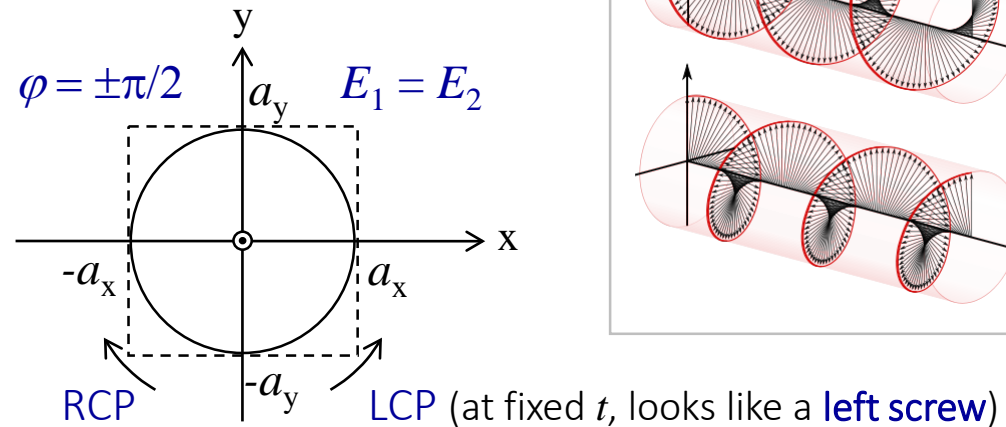 y
φ = ±π/2
a_y
E_1 = E_2
x
-a_x
a_x
-a_y
RCP
LCP (at fixed t, looks like a left screw)